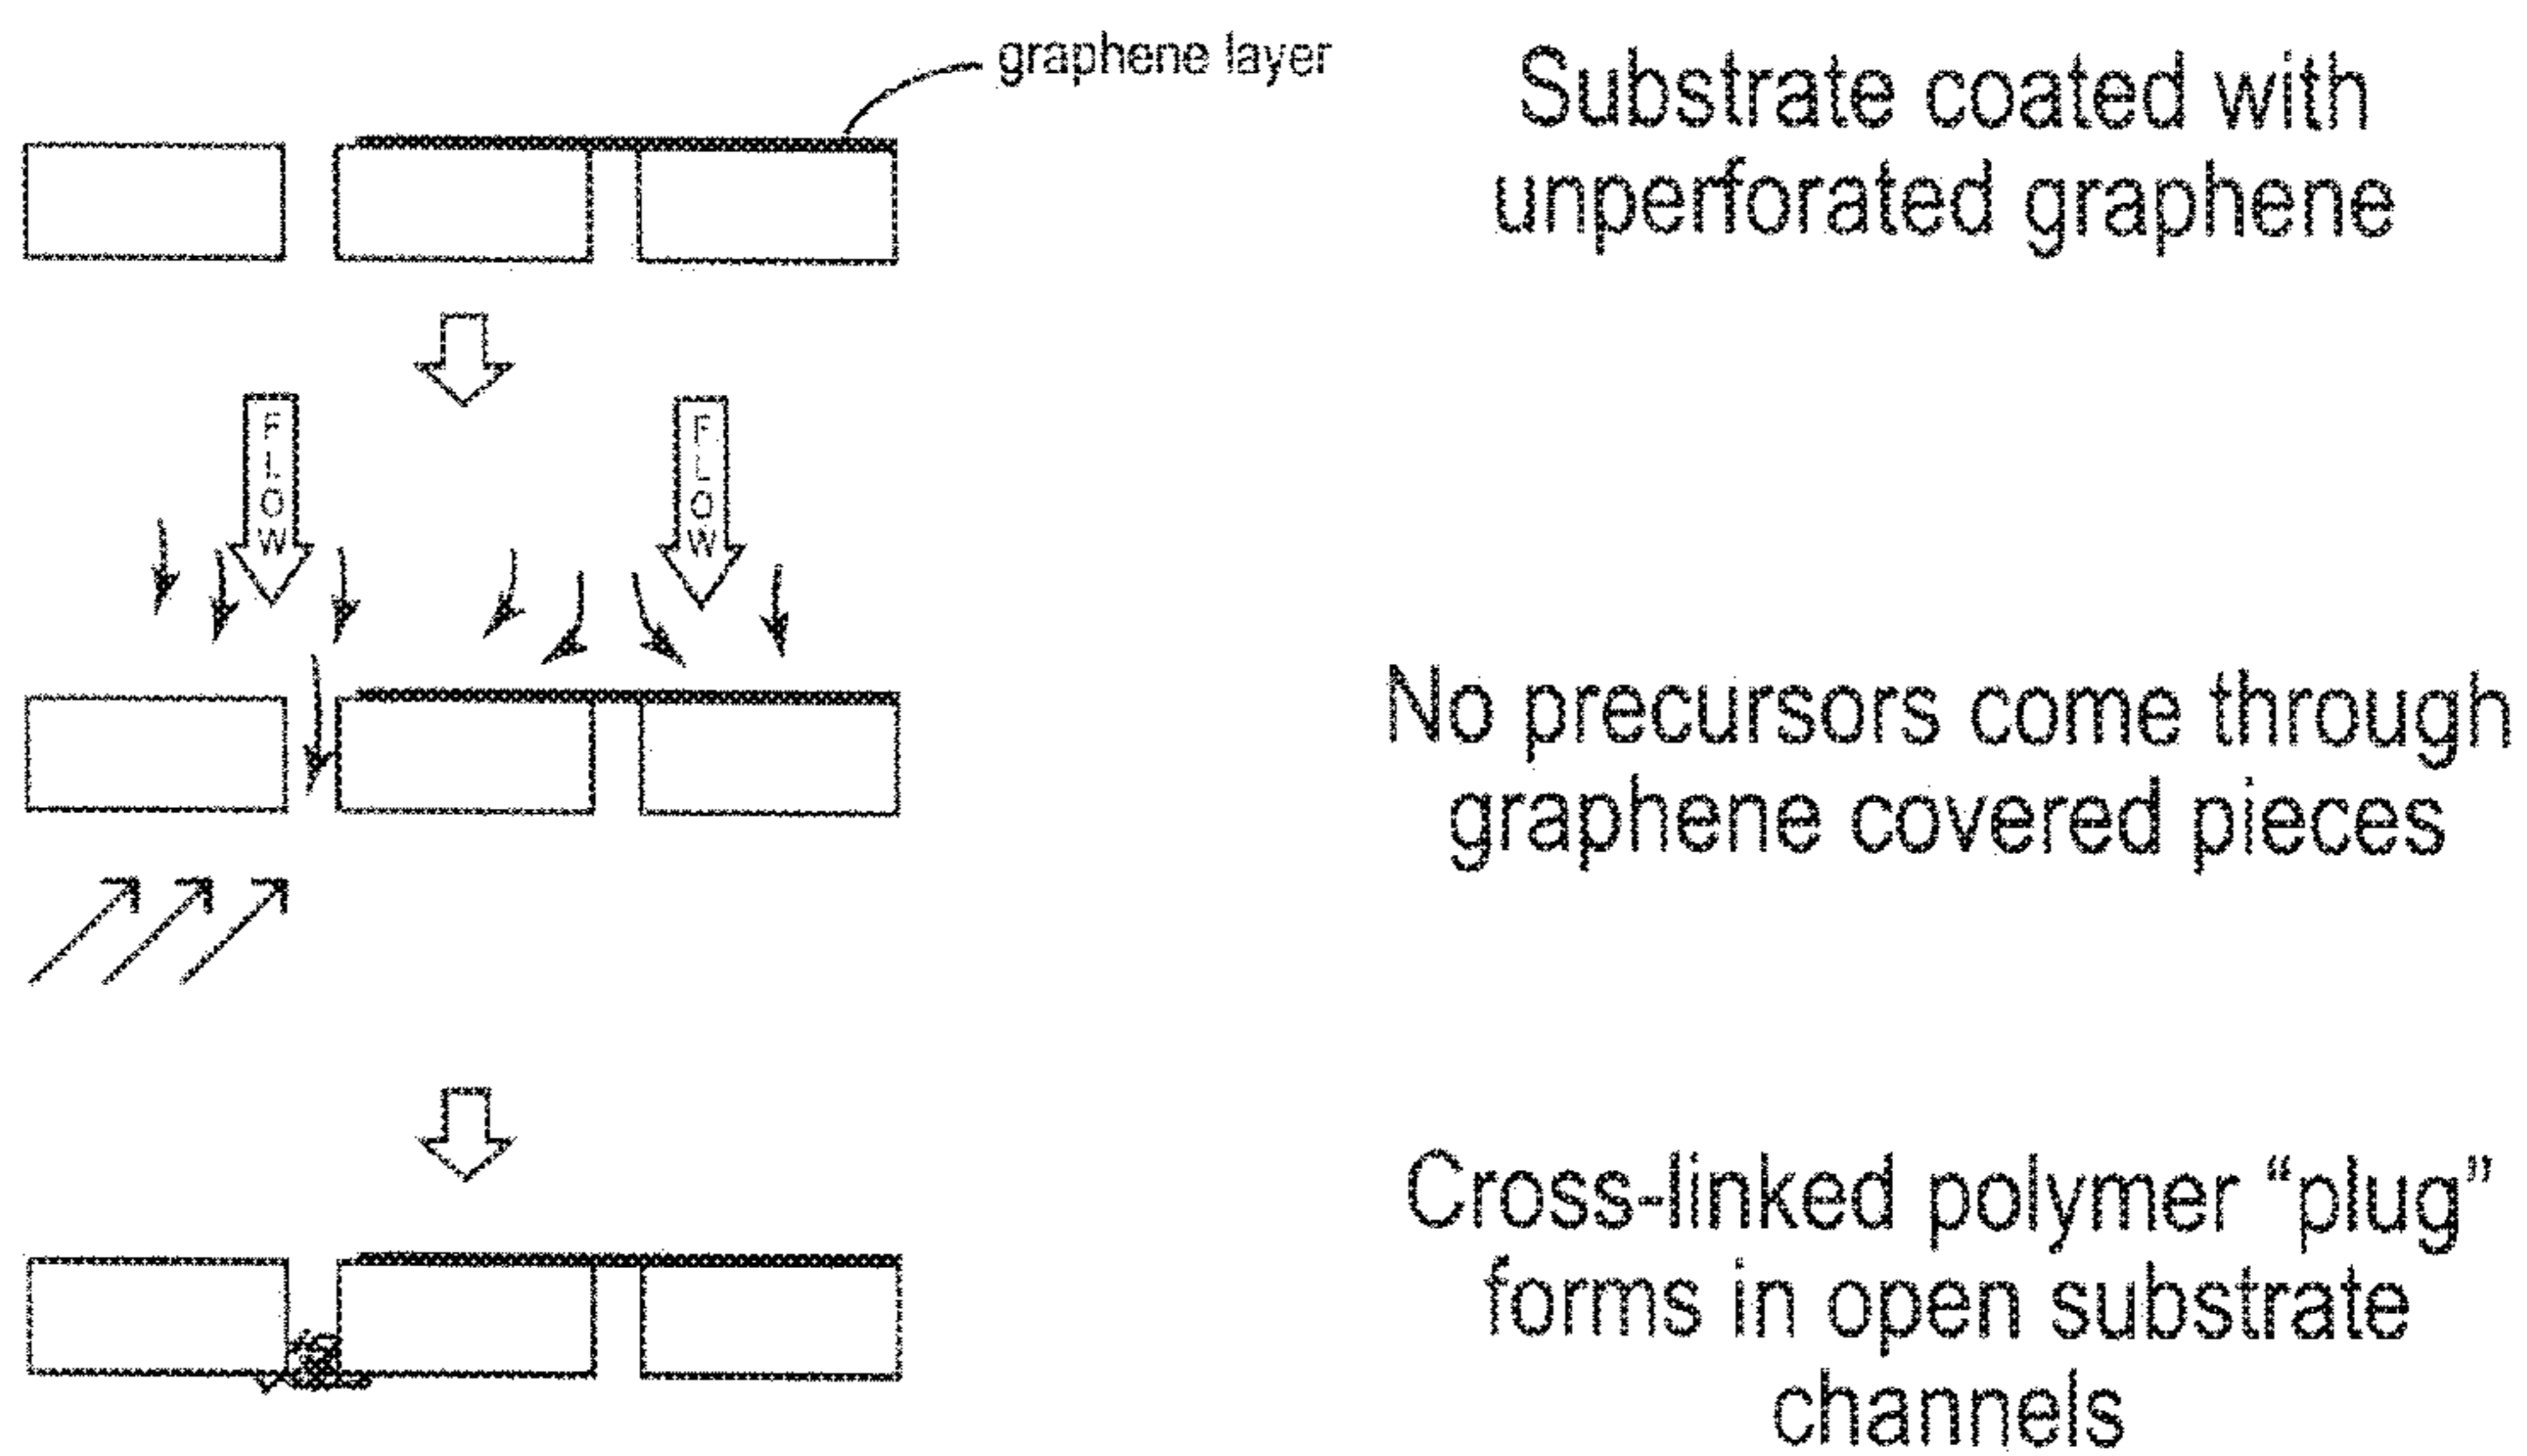 graphene layer
Substrate coated with
unperforated graphene
FLOW
FLOW
No precursors come through
graphene covered pieces
Cross-linked polymer “plug”
forms in open substrate
channels